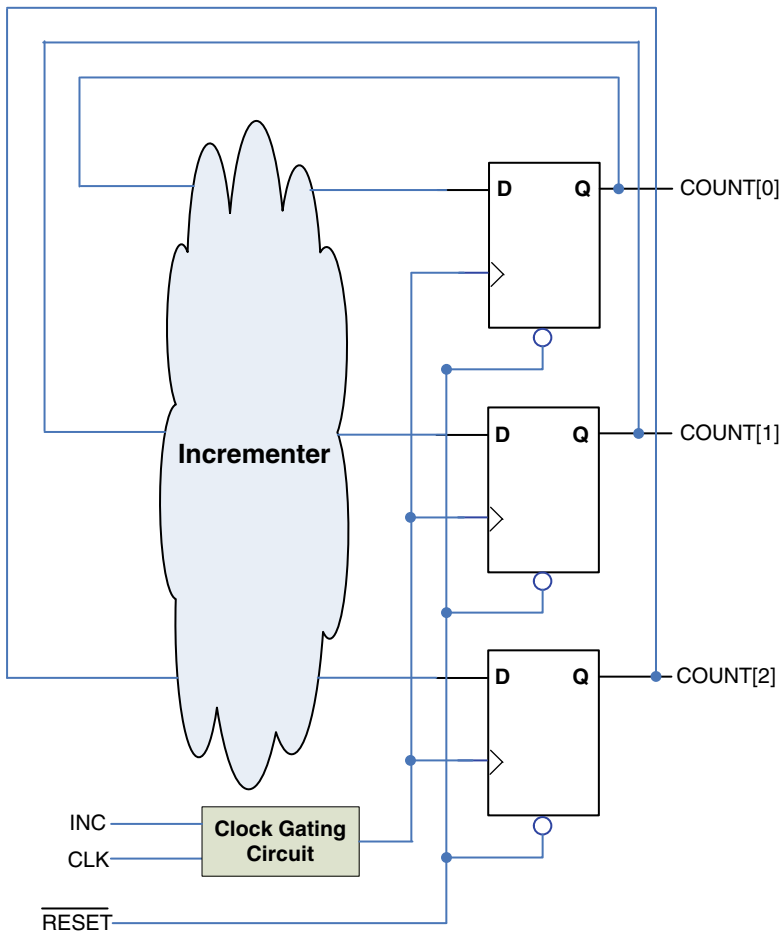 D Q COUNT[0]
D Q COUNT[1]
Incrementer
D Q COUNT[2]
INC
CLK
Clock Gating
Circuit
RESET